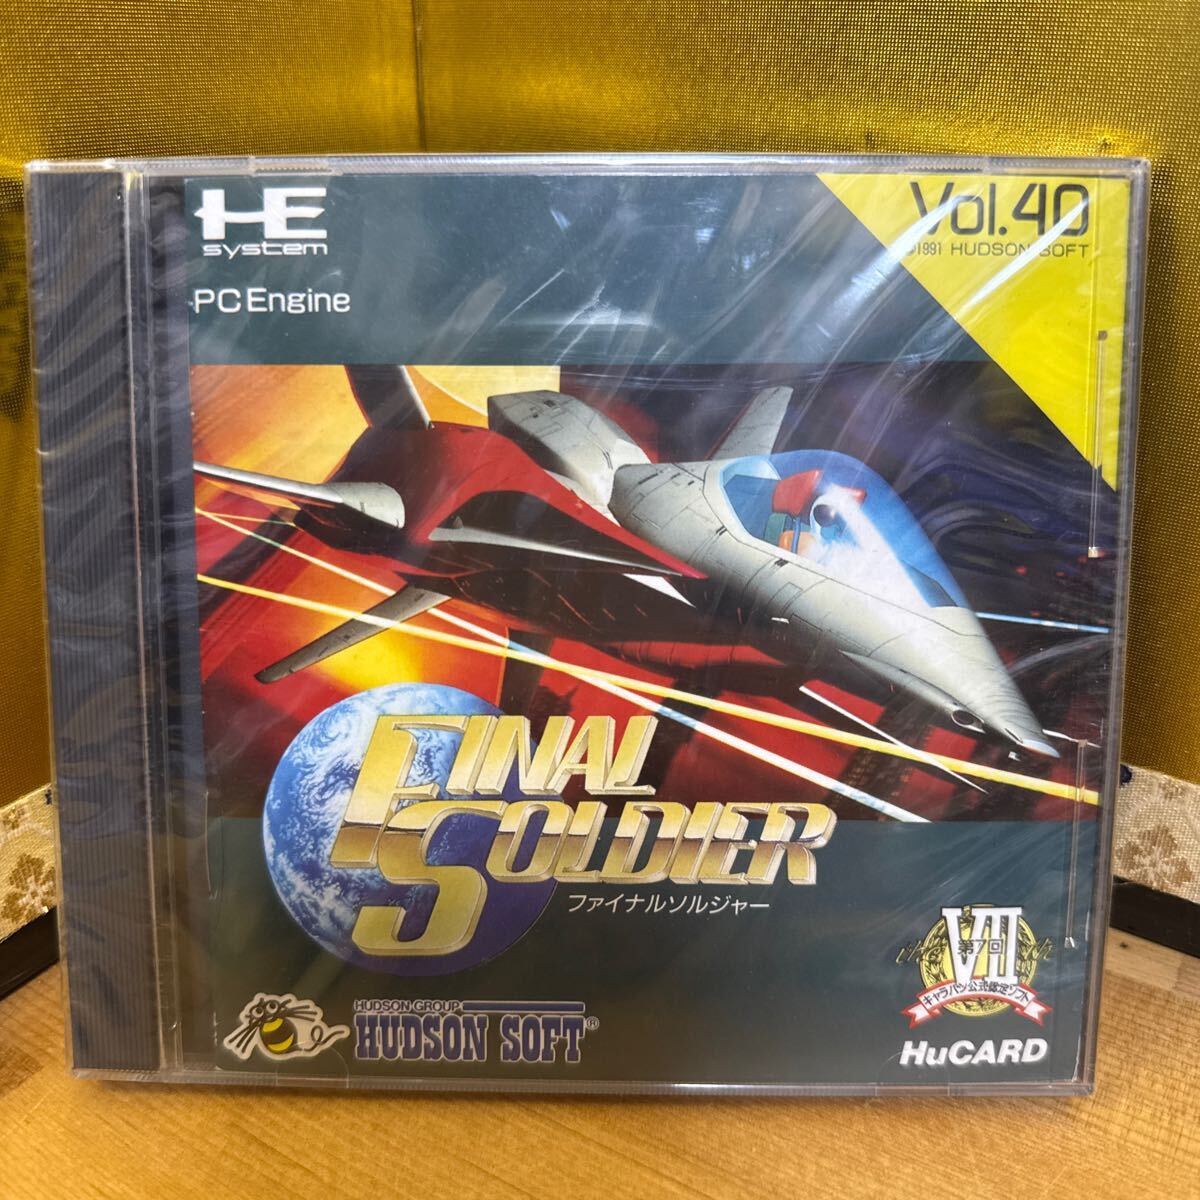 HE
system
PC Engine
Vol.40
©1991 HUDSON SOFT
FINAL
SOLDIER
ファイナルソルジャー
HUDSON GROUP
HUDSON SOFT®
VII
第7回
キャラバン公式認定ソフト
HuCARD